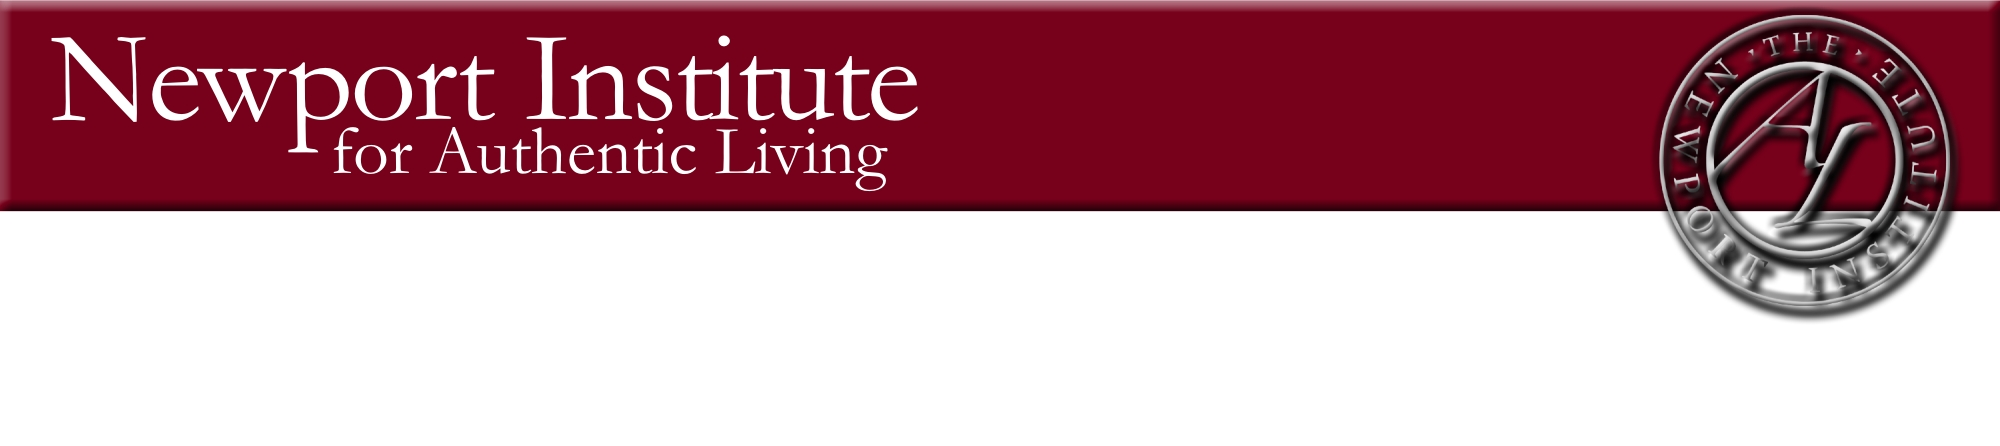 Newport Institute
for Authentic Living
· THE ·
NEWPORT INSTITUTE
AL